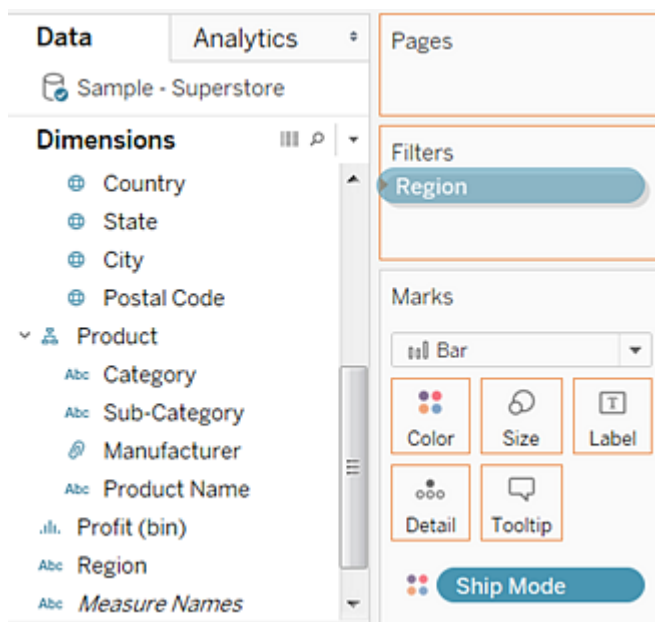 Data
Analytics
Sample - Superstore
Dimensions
Country
State
City
Postal Code
Product
Abc Category
Abc Sub-Category
Manufacturer
Abc Product Name
Profit (bin)
Abc Region
Abc Measure Names
Pages
Filters
Region
Marks
Bar
Color
Size
T
Label
Detail
Tooltip
Ship Mode